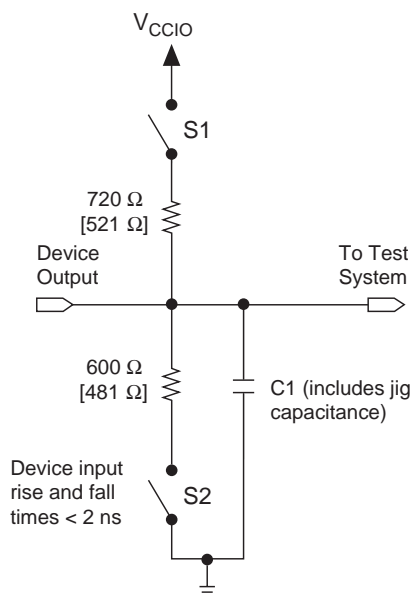 V_CCIO
S1
720 Ω
[521 Ω]
Device
Output
To Test
System
600 Ω
[481 Ω]
C1 (includes jig
capacitance)
Device input
rise and fall
times < 2 ns
S2